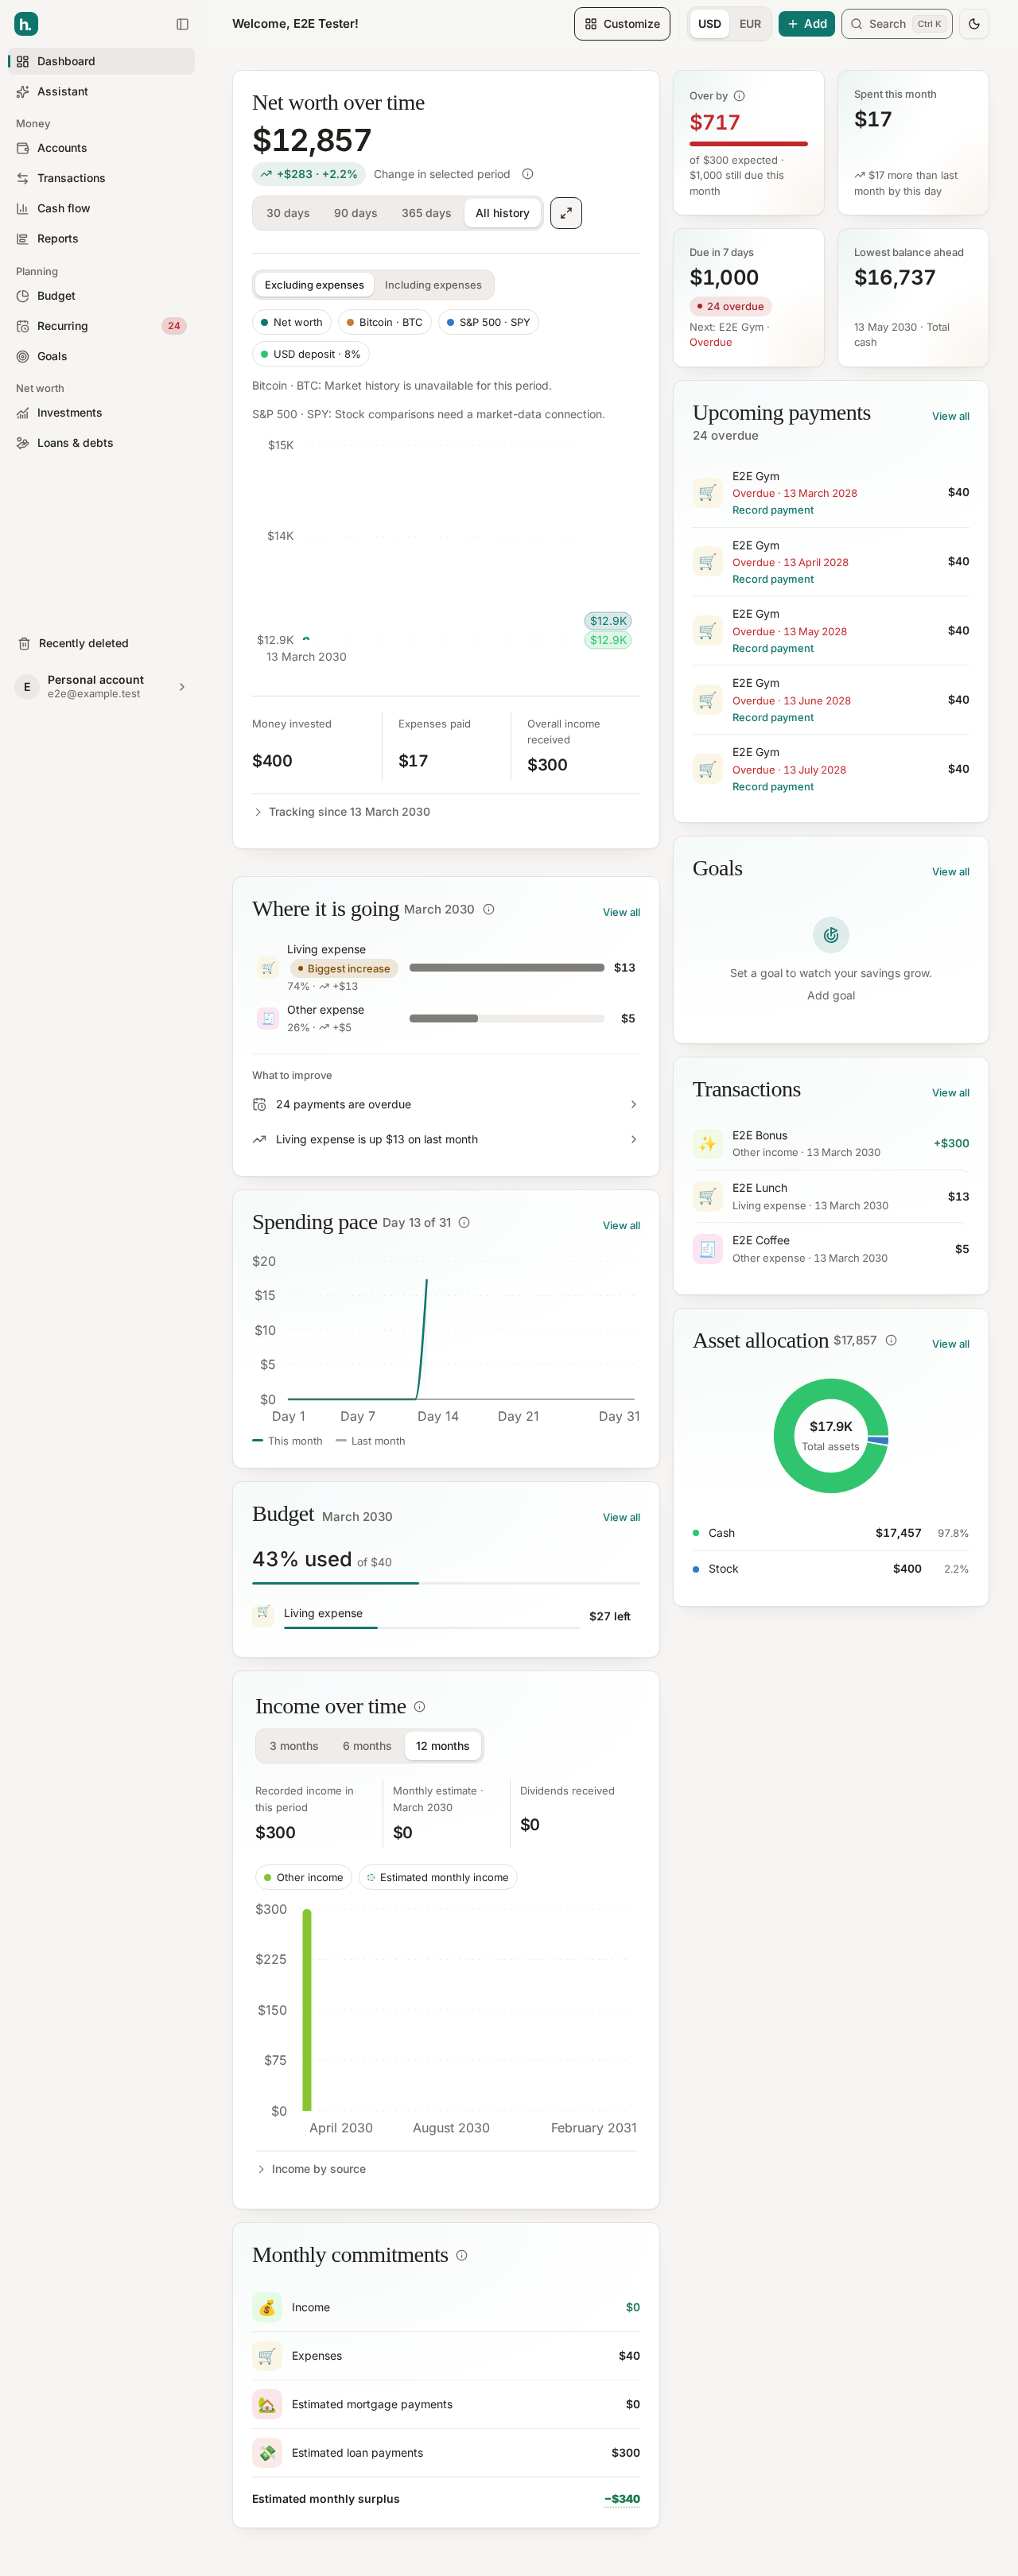 h.
Welcome, E2E Tester!
Customize
USD
EUR
Add
Search
Ctrl K
Dashboard
Assistant
Money
Accounts
Transactions
Cash flow
Reports
Planning
Budget
Recurring
24
Goals
Net worth
Investments
Loans & debts
Recently deleted
E
Personal account
e2e@example.test
Net worth over time
$12,857
+$283 · +2.2%
Change in selected period
30 days
90 days
365 days
All history
Excluding expenses
Including expenses
Net worth
Bitcoin · BTC
S&P 500 · SPY
USD deposit · 8%
Bitcoin · BTC: Market history is unavailable for this period.
S&P 500 · SPY: Stock comparisons need a market-data connection.
$15K
$14K
$12.9K
$12.9K
$12.9K
13 March 2030
Money invested
$400
Expenses paid
$17
Overall income
received
$300
Tracking since 13 March 2030
Where it is going March 2030
View all
Living expense
Biggest increase
74% · +$13
$13
Other expense
26% · +$5
$5
What to improve
24 payments are overdue
Living expense is up $13 on last month
Spending pace Day 13 of 31
View all
$20
$15
$10
$5
$0
Day 1
Day 7
Day 14
Day 21
Day 31
This month
Last month
Budget March 2030
View all
43% used of $40
Living expense
$27 left
Income over time
3 months
6 months
12 months
Recorded income in
this period
$300
Monthly estimate ·
March 2030
$0
Dividends received
$0
Other income
Estimated monthly income
$300
$225
$150
$75
$0
April 2030
August 2030
February 2031
Income by source
Monthly commitments
Income
$0
Expenses
$40
Estimated mortgage payments
$0
Estimated loan payments
$300
Estimated monthly surplus
−$340
Over by
$717
of $300 expected ·
$1,000 still due this
month
Spent this month
$17
$17 more than last
month by this day
Due in 7 days
$1,000
24 overdue
Next: E2E Gym ·
Overdue
Lowest balance ahead
$16,737
13 May 2030 · Total
cash
Upcoming payments
View all
24 overdue
E2E Gym
Overdue · 13 March 2028
Record payment
$40
E2E Gym
Overdue · 13 April 2028
Record payment
$40
E2E Gym
Overdue · 13 May 2028
Record payment
$40
E2E Gym
Overdue · 13 June 2028
Record payment
$40
E2E Gym
Overdue · 13 July 2028
Record payment
$40
Goals
View all
Set a goal to watch your savings grow.
Add goal
Transactions
View all
E2E Bonus
Other income · 13 March 2030
+$300
E2E Lunch
Living expense · 13 March 2030
$13
E2E Coffee
Other expense · 13 March 2030
$5
Asset allocation $17,857
View all
$17.9K
Total assets
Cash
$17,457
97.8%
Stock
$400
2.2%